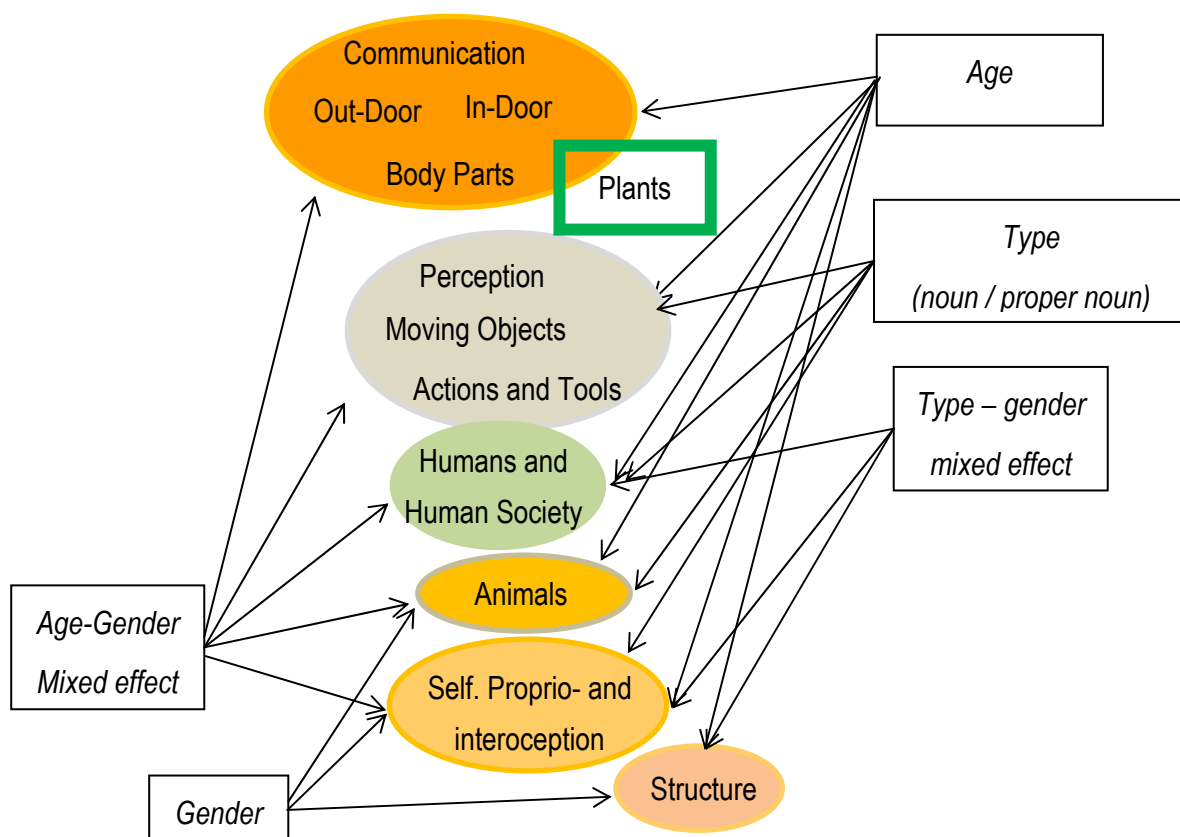 Communication
Out-Door
In-Door
Body Parts
Plants
Perception
Moving Objects
Actions and Tools
Humans and
Human Society
Animals
Self. Proprio- and
interoception
Structure
Age
Type
(noun / proper noun)
Type – gender
mixed effect
Age-Gender
Mixed effect
Gender